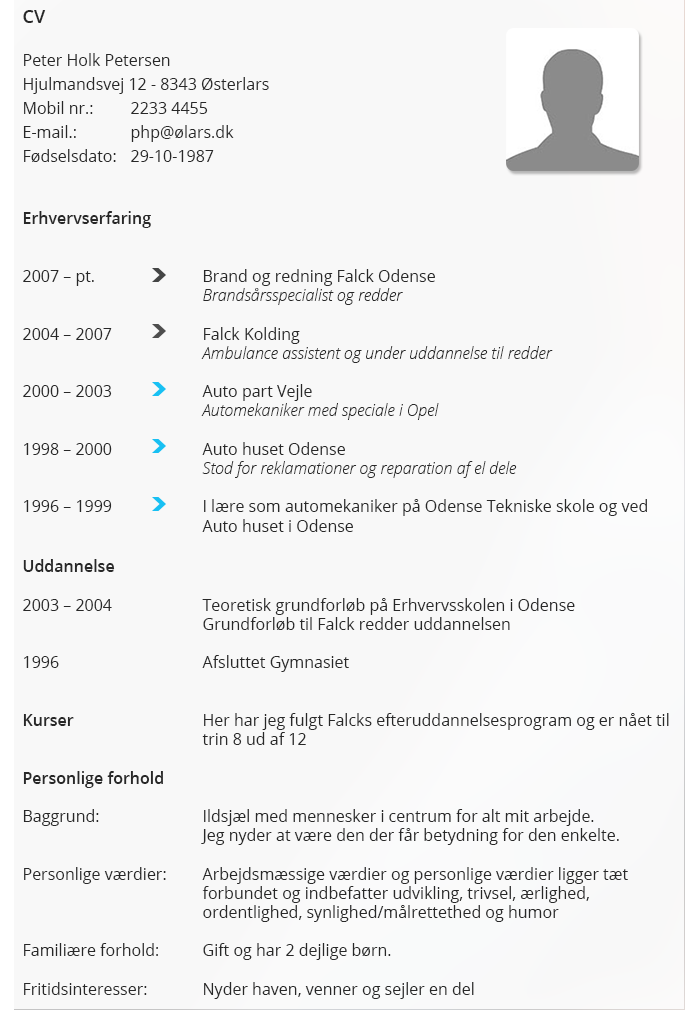 CV
Peter Holk Petersen
Hjulmandsvej 12 - 8343 Østerlars
Mobil nr.: 2233 4455
E-mail.: php@ølars.dk
Fødselsdato: 29-10-1987
Erhvervserfaring
2007 – pt. Brand og redning Falck Odense
Brandsårsspecialist og redder
2004 – 2007 Falck Kolding
Ambulance assistent og under uddannelse til redder
2000 – 2003 Auto part Vejle
Automekaniker med speciale i Opel
1998 – 2000 Auto huset Odense
Stod for reklamationer og reparation af el dele
1996 – 1999 I lære som automekaniker på Odense Tekniske skole og ved
Auto huset i Odense
Uddannelse
2003 – 2004 Teoretisk grundforløb på Erhvervsskolen i Odense
Grundforløb til Falck redder uddannelsen
1996 Afsluttet Gymnasiet
Kurser Her har jeg fulgt Falcks efteruddannelsesprogram og er nået til
trin 8 ud af 12
Personlige forhold
Baggrund: Ildsjæl med mennesker i centrum for alt mit arbejde.
Jeg nyder at være den der får betydning for den enkelte.
Personlige værdier: Arbejdsmæssige værdier og personlige værdier ligger tæt
forbundet og indbefatter udvikling, trivsel, ærlighed,
ordentlighed, synlighed/målrettethed og humor
Familiære forhold: Gift og har 2 dejlige børn.
Fritidsinteresser: Nyder haven, venner og sejler en del